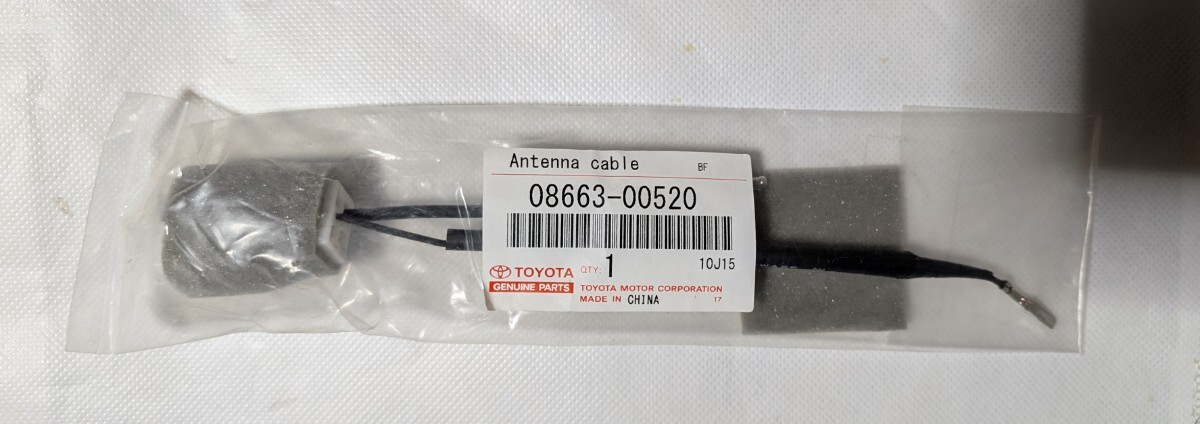 Antenna cable BF
08663-00520
10J15
TOYOTA QTY: 1
GENUINE PARTS TOYOTA MOTOR CORPORATION
MADE IN CHINA 17